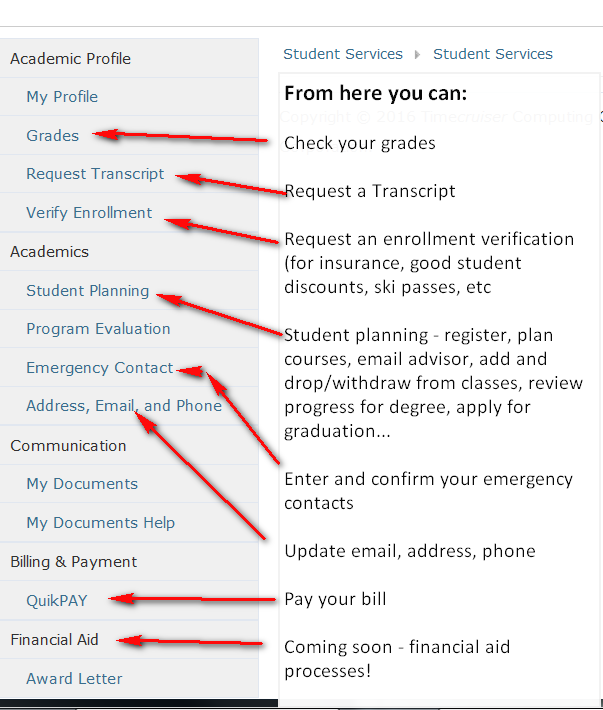 Academic Profile
My Profile
Grades
Request Transcript
Verify Enrollment
Academics
Student Planning
Program Evaluation
Emergency Contact
Address, Email, and Phone
Communication
My Documents
My Documents Help
Billing & Payment
QuikPAY
Financial Aid
Award Letter
Student Services Student Services
From here you can:
Copyright © 2016 Timecruiser Computing
Check your grades
Request a Transcript
Request an enrollment verification
(for insurance, good student
discounts, ski passes, etc
Student planning - register, plan
courses, email advisor, add and
drop/withdraw from classes, review
progress for degree, apply for
graduation...
Enter and confirm your emergency
contacts
Update email, address, phone
Pay your bill
Coming soon - financial aid
processes!